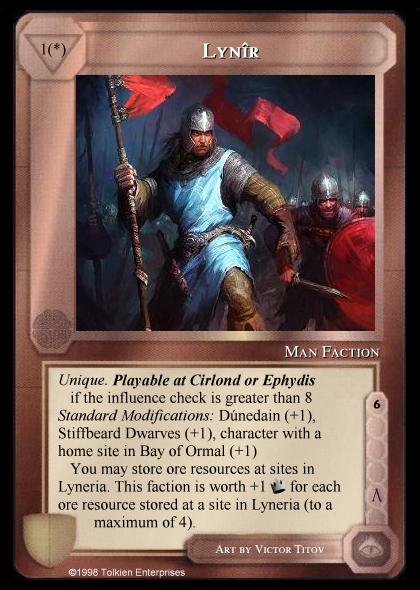 1(*)
Lynîr
Man Faction
Unique. Playable at Cirlond or Ephydis
if the influence check is greater than 8
Standard Modifications: Dúnedain (+1),
Stiffbeard Dwarves (+1), character with a
home site in Bay of Ormal (+1)
You may store ore resources at sites in
Lyneria. This faction is worth +1 for each
ore resource stored at a site in Lyneria (to a
maximum of 4).
6
Art by Victor Titov
©1998 Tolkien Enterprises